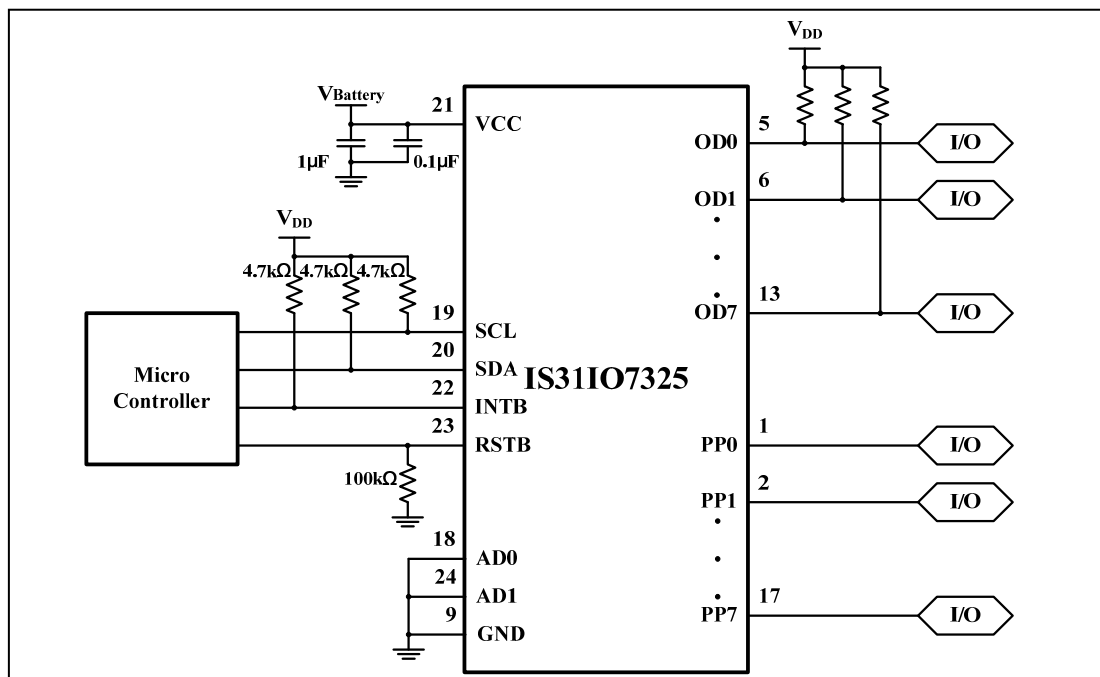 VBattery
21
VCC
1µF
0.1µF
VDD
4.7kΩ
4.7kΩ
4.7kΩ
19
SCL
20
SDA
22
INTB
23
RSTB
Micro
Controller
100kΩ
18
AD0
24
AD1
9
GND
IS31IO7325
VDD
5
OD0
I/O
6
OD1
I/O
13
OD7
I/O
1
PP0
I/O
2
PP1
I/O
17
PP7
I/O